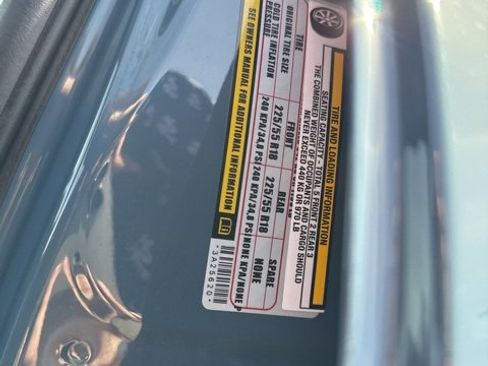 TIRE AND LOADING INFORMATION
SEATING CAPACITY - TOTAL 5 FRONT 2 REAR 3
THE COMBINED WEIGHT OF OCCUPANTS AND CARGO SHOULD
NEVER EXCEED 440 KG OR 970 LB
TIRE FRONT REAR SPARE
ORIGINAL TIRE SIZE 225/55 R18 225/55 R18 NONE
COLD TIRE INFLATION
PRESSURE 240 KPA/34,8 PSI 240 KPA/34,8 PSI NONE KPA/NONE P
SEE OWNERS MANUAL FOR ADDITIONAL INFORMATION
-3A25620-